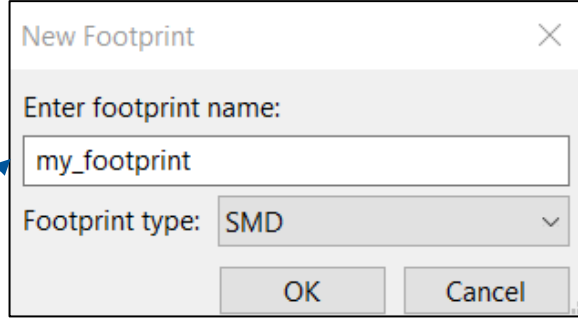 New Footprint
Enter footprint name:
my_footprint
Footprint type: SMD
OK Cancel